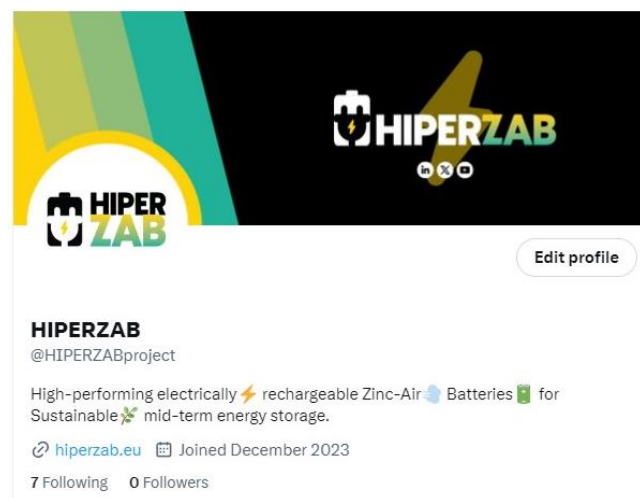 HIPERZAB
in X
HIPER
ZAB
Edit profile
HIPERZAB
@HIPERZABproject
High-performing electrically⚡ rechargeable Zinc-Air💨 Batteries🔋 for
Sustainable🌿 mid-term energy storage.
hiperzab.eu Joined December 2023
7 Following 0 Followers